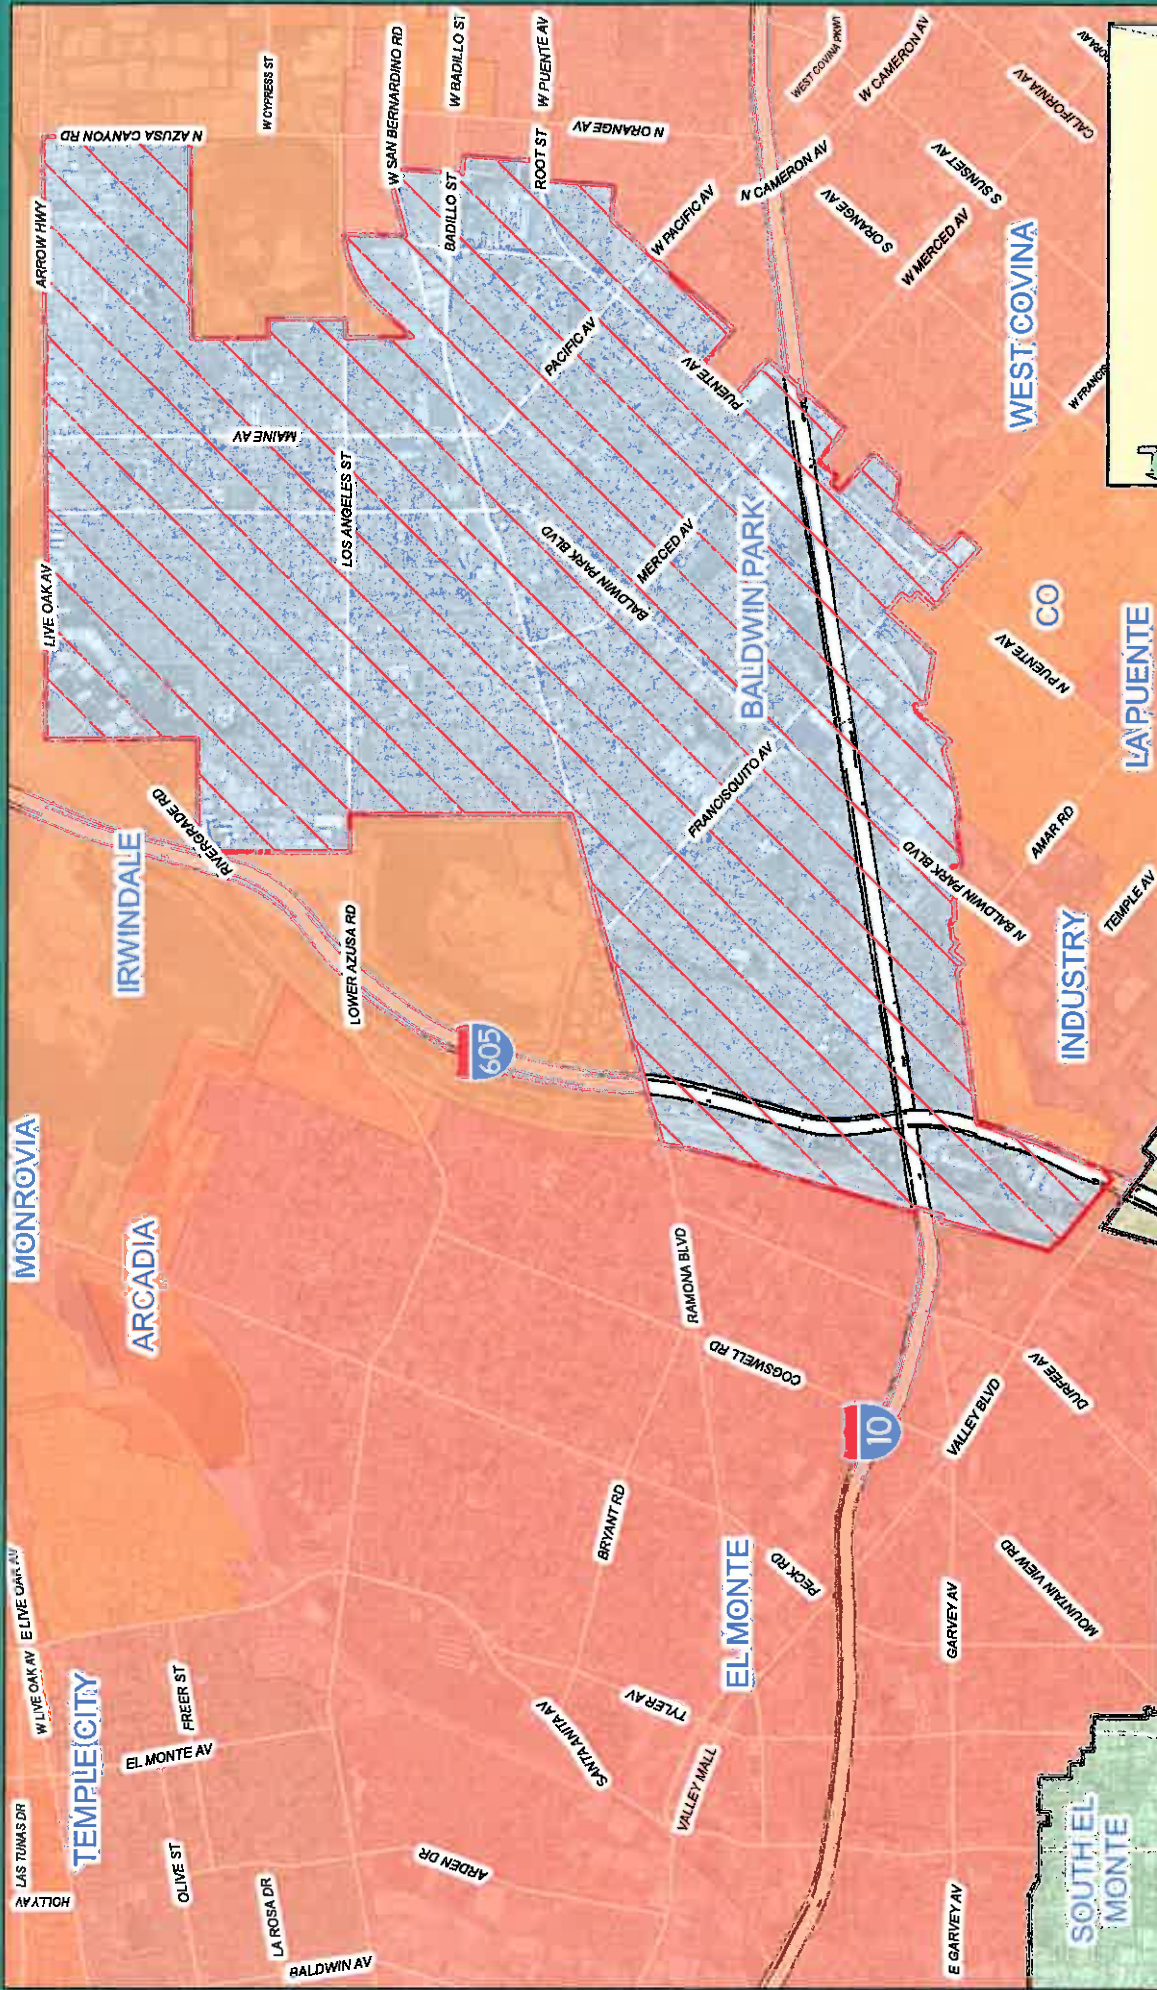 MONROVIA
ARCADIA
IRWINDALE
TEMPLE CITY
EL MONTE
SOUTH EL
MONTE
BALDWIN PARK
WEST COVINA
INDUSTRY
LA PUENTE
CO
605
10
HOLLY AV
LAS TUNAS DR
W LIVE OAK AV
E LIVE OAK AV
FREER ST
EL MONTE AV
OLIVE ST
LA ROSA DR
BALDWIN AV
ARDEN DR
SANTA ANITA AV
TYLER AV
VALLEY MALL
BRYANT RD
PECK RD
RAMONA BLVD
COGSWELL RD
VALLEY BLVD
DURFEE AV
MOUNTAIN VIEW RD
GARVEY AV
E GARVEY AV
RIVERGRADE RD
LOWER AZUSA RD
LIVE OAK AV
ARROW HWY
N AZUSA CANYON RD
W CYPRESS ST
W SAN BERNARDINO RD
W BADILLO ST
BADILLO ST
W PUENTE AV
ROOT ST
N ORANGE AV
MAINE AV
LOS ANGELES ST
PACIFIC AV
W PACIFIC AV
PUENTE AV
BALDWIN PARK BLVD
MERCED AV
FRANCISQUITO AV
N BALDWIN PARK BLVD
AMAR RD
TEMPLE AV
N PUENTE AV
N CAMERON AV
WEST COVINA PKWY
W CAMERON AV
S ORANGE AV
W MERCED AV
S SUNSET AV
CALIFORNIA AV
W FRANCIS